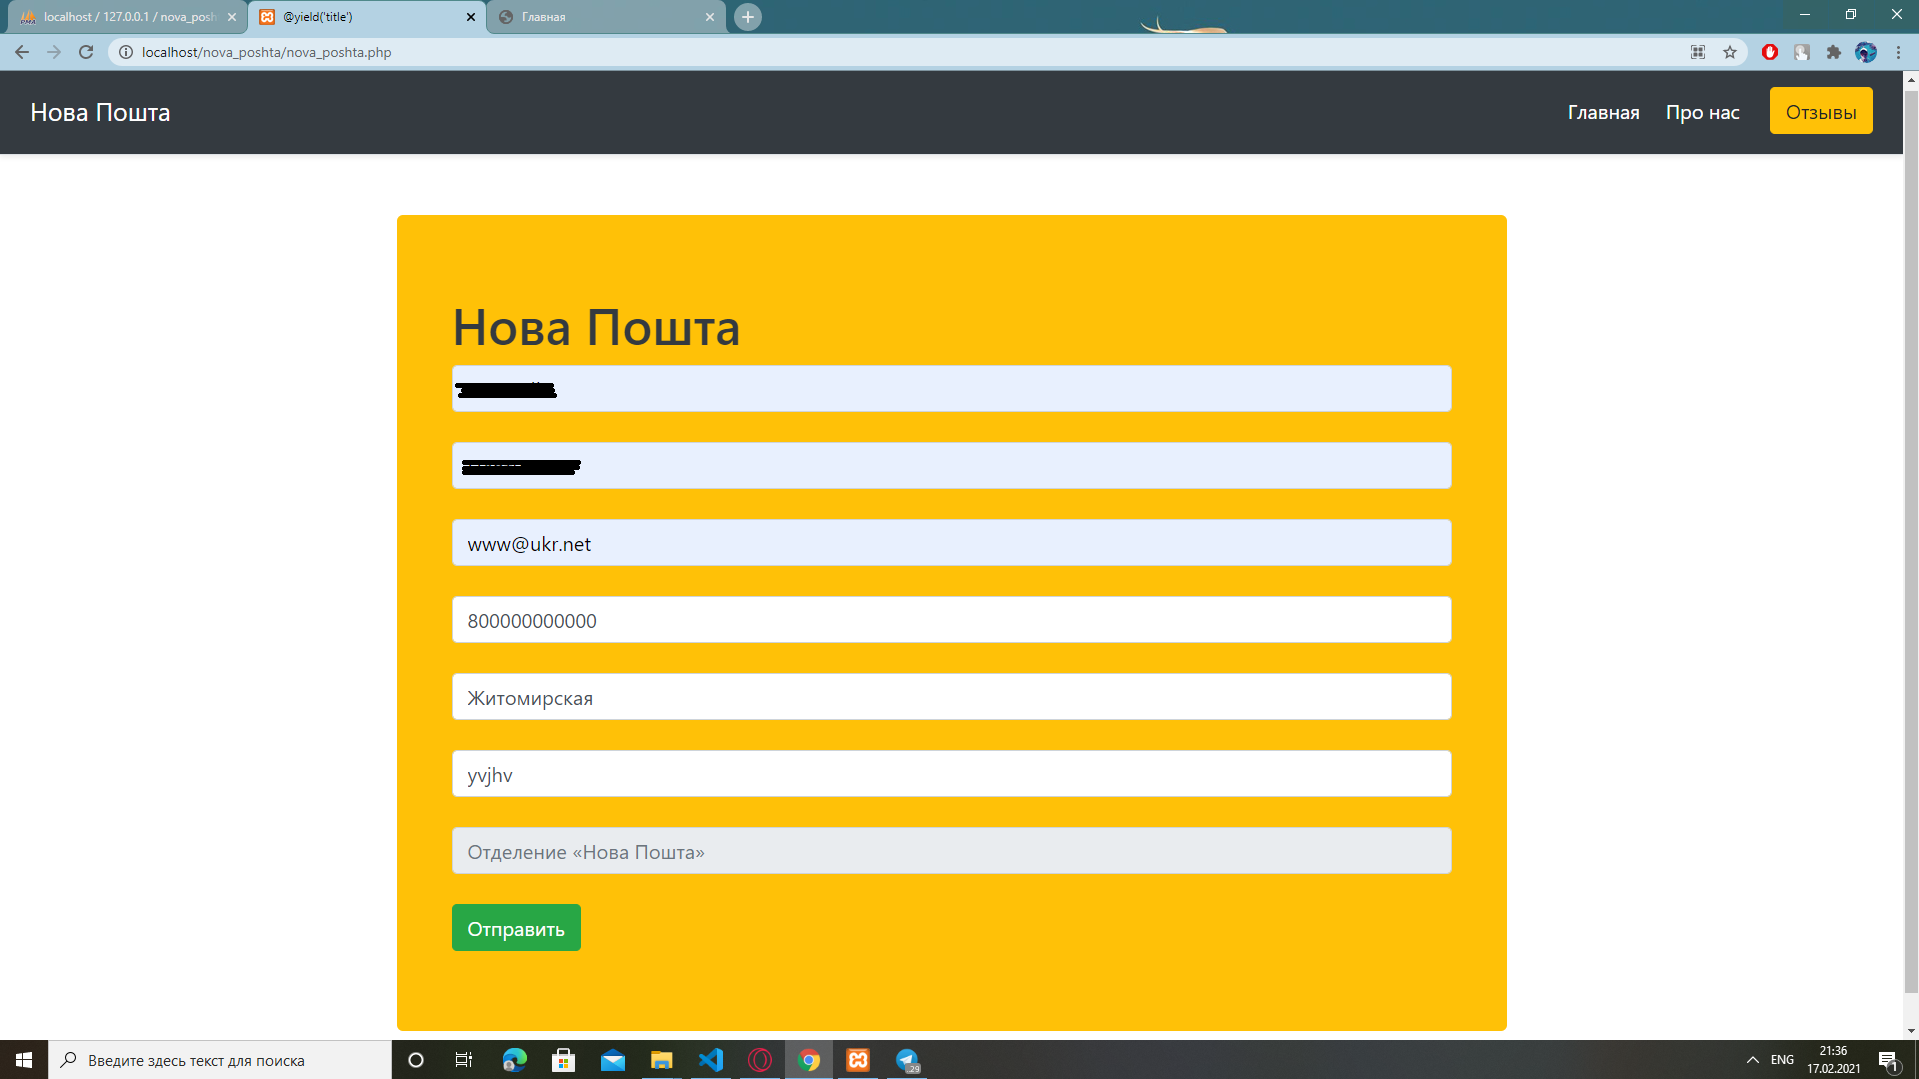 localhost / 127.0.0.1 / nova_posh
@yield('title')
Главная
localhost/nova_poshta/nova_poshta.php
Нова Пошта
Главная
Про нас
Отзывы
Нова Пошта
www@ukr.net
800000000000
Житомирская
yvjhv
Отделение «Нова Пошта»
Отправить
Введите здесь текст для поиска
29
ENG
21:36
17.02.2021
1